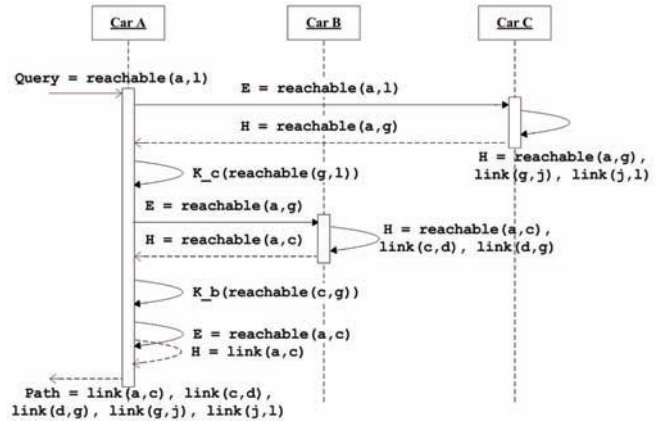 Car A
Car B
Car C
Query = reachable(a,l)
E = reachable(a,l)
H = reachable(a,g)
H = reachable(a,g),
link(g,j), link(j,l)
K_c(reachable(g,l))
E = reachable(a,g)
H = reachable(a,c),
link(c,d), link(d,g)
H = reachable(a,c)
K_b(reachable(c,g))
E = reachable(a,c)
H = link(a,c)
Path = link(a,c), link(c,d),
link(d,g), link(g,j), link(j,l)